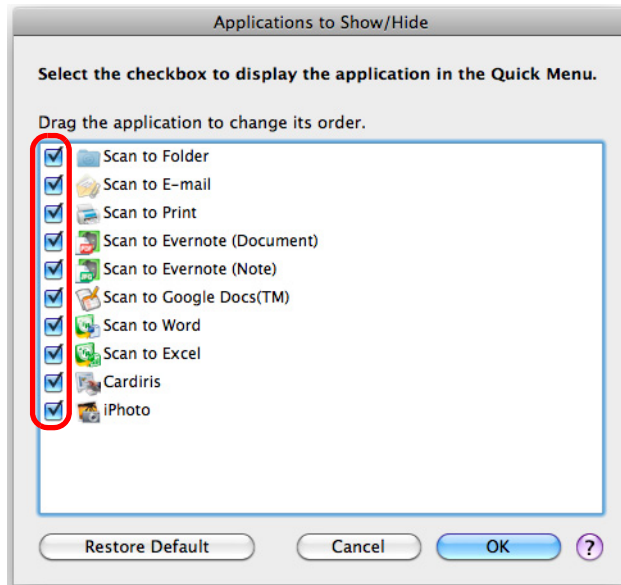 Applications to Show/Hide
Select the checkbox to display the application in the Quick Menu.
Drag the application to change its order.
Scan to Folder
Scan to E-mail
Scan to Print
Scan to Evernote (Document)
Scan to Evernote (Note)
Scan to Google Docs(TM)
Scan to Word
Scan to Excel
Cardiris
iPhoto
Restore Default Cancel OK ?